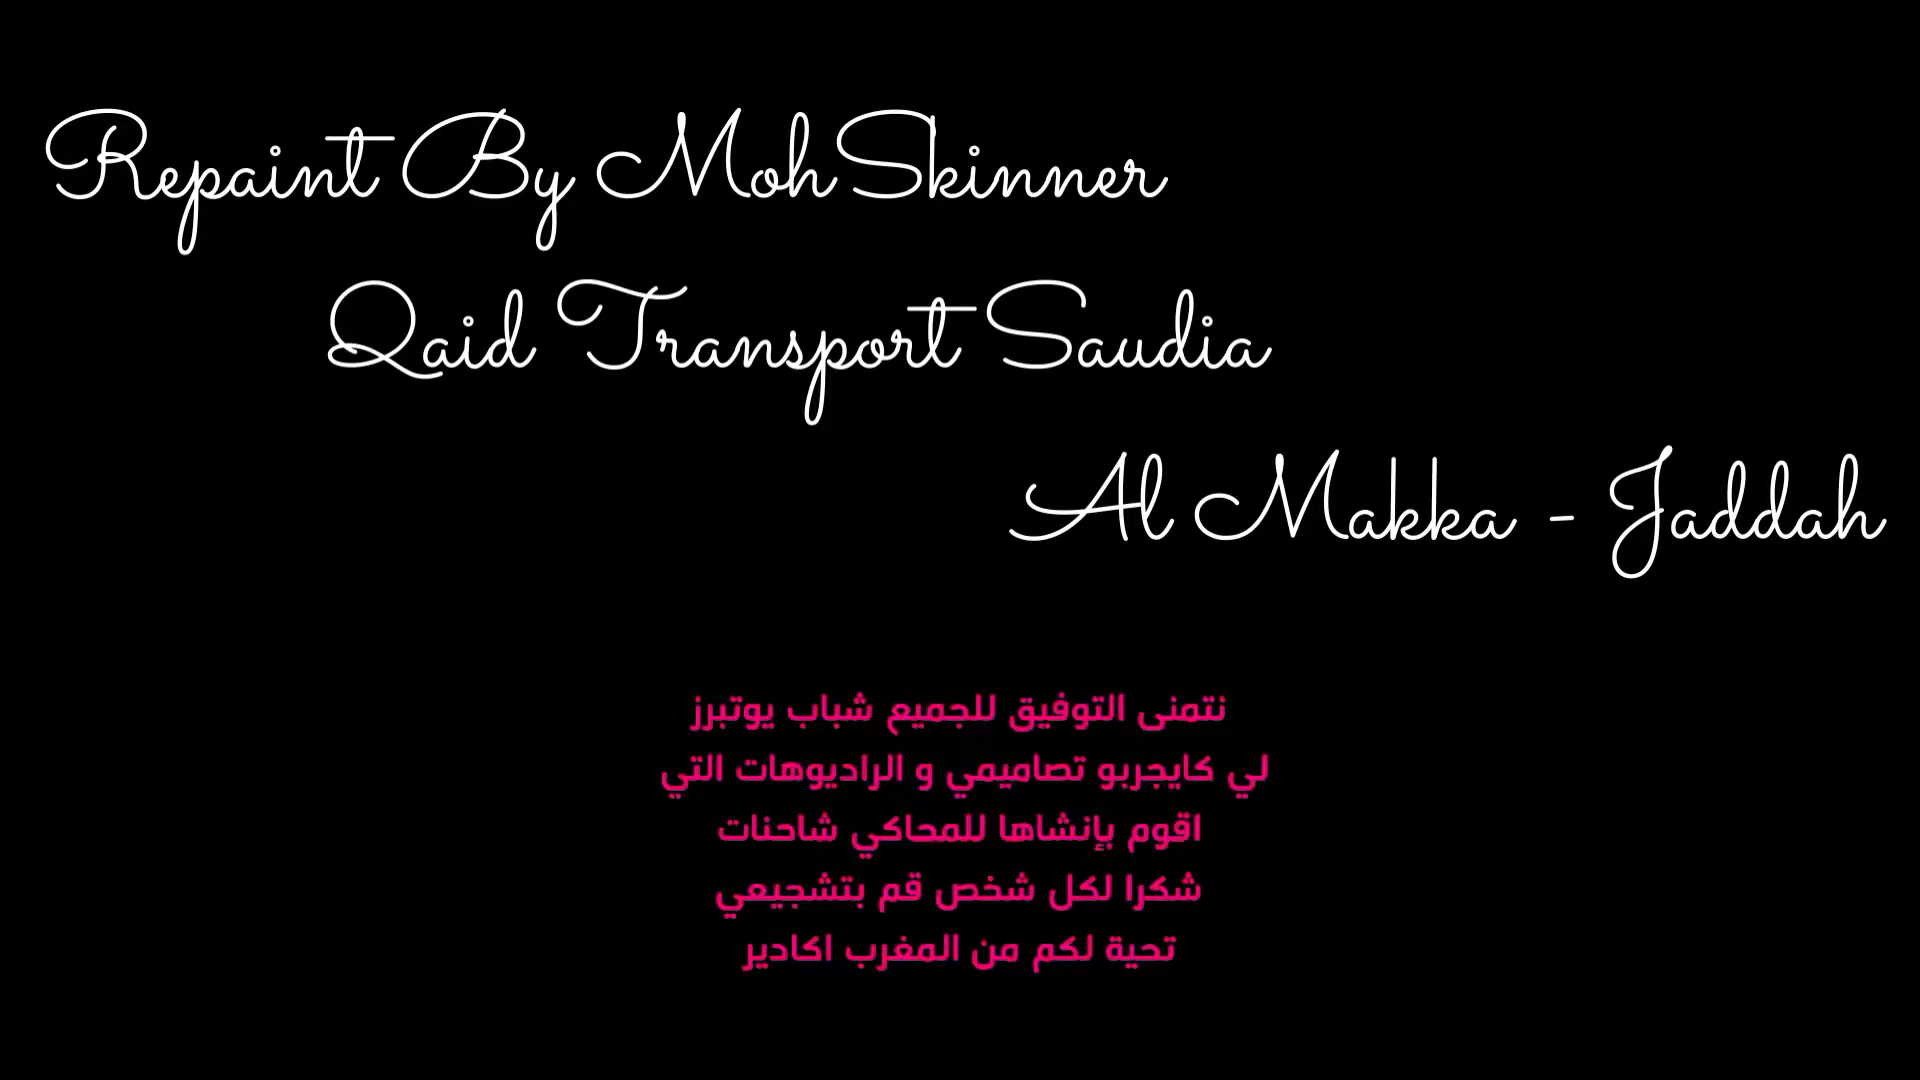 Repaint By MohSkinner
Qaid Transport Saudia
Al Makka - Jaddah
نتمنى التوفيق للجميع شباب يوتبرز
لي كايجربو تصاميمي و الراديوهات التي
اقوم بإنشاها للمحاكي شاحنات
شكرا لكل شخص قم بتشجيعي
تحية لكم من المغرب اكادير